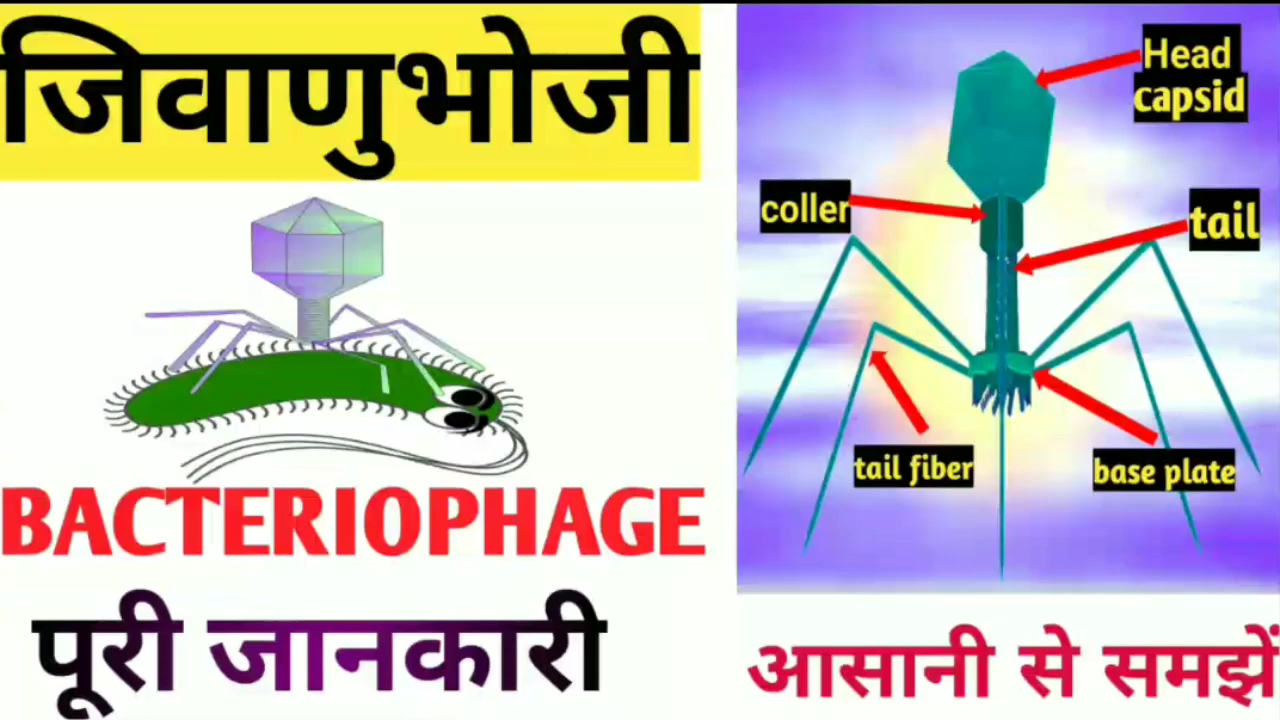 जिवाणुभोजी
BACTERIOPHAGE
पूरी जानकारी
Head
capsid
coller
tail
tail fiber
base plate
आसानी से समझें